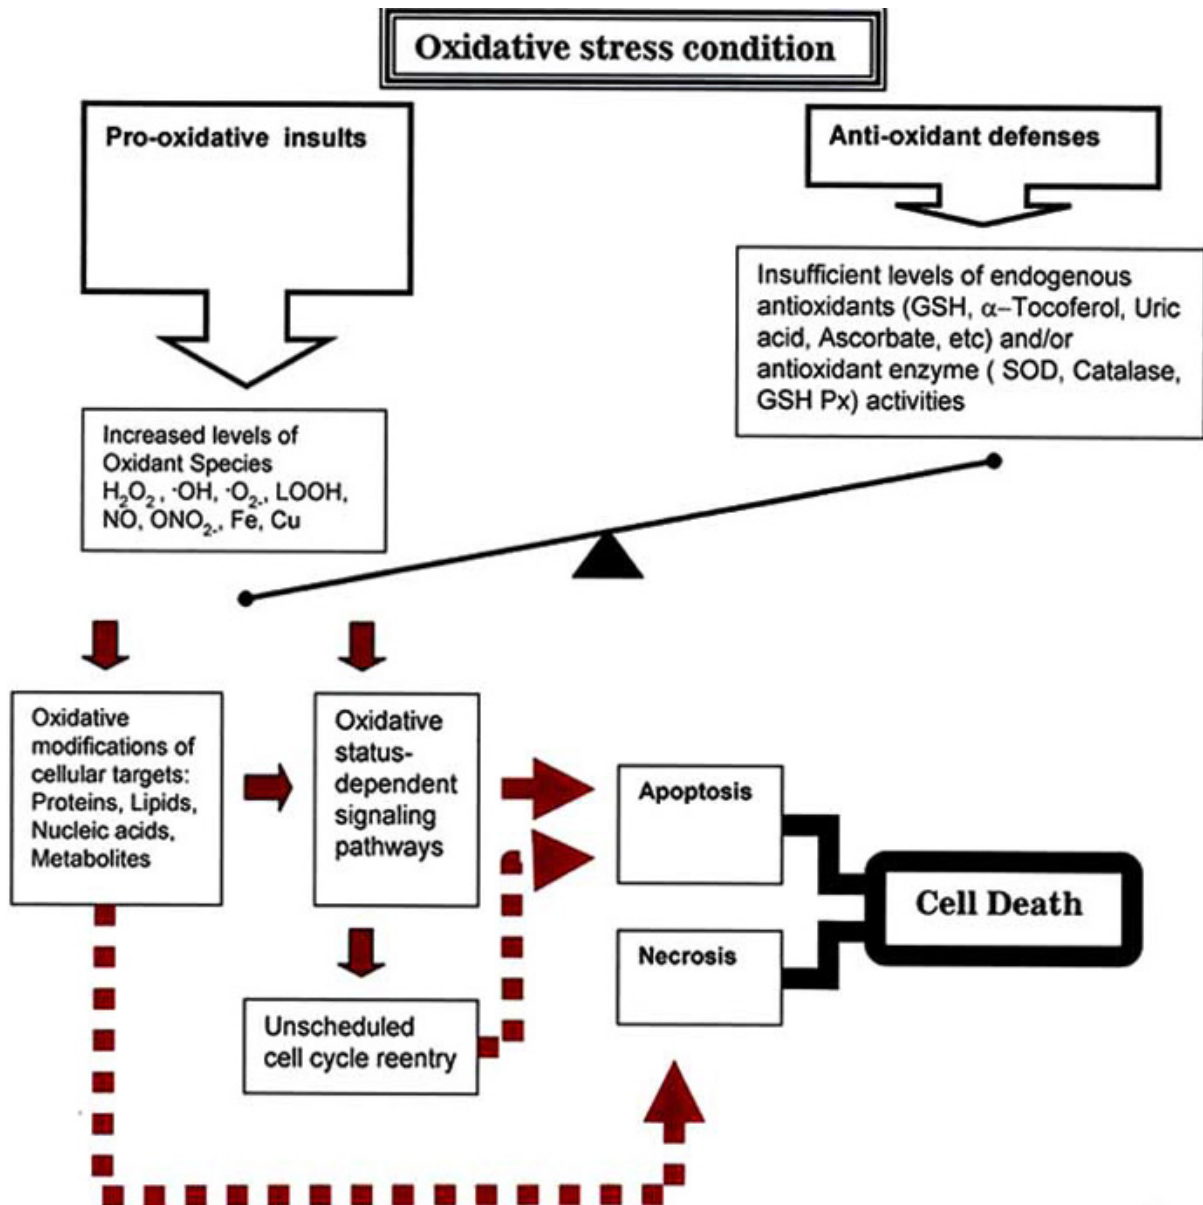 Oxidative stress condition
Pro-oxidative insults
Anti-oxidant defenses
Insufficient levels of endogenous
antioxidants (GSH, α–Tocoferol, Uric
acid, Ascorbate, etc) and/or
antioxidant enzyme ( SOD, Catalase,
GSH Px) activities
Increased levels of
Oxidant Species
H₂O₂, ·OH, ·O₂-, LOOH,
NO, ONO₂-, Fe, Cu
Oxidative
modifications of
cellular targets:
Proteins, Lipids,
Nucleic acids,
Metabolites
Oxidative
status-
dependent
signaling
pathways
Apoptosis
Cell Death
Necrosis
Unscheduled
cell cycle reentry